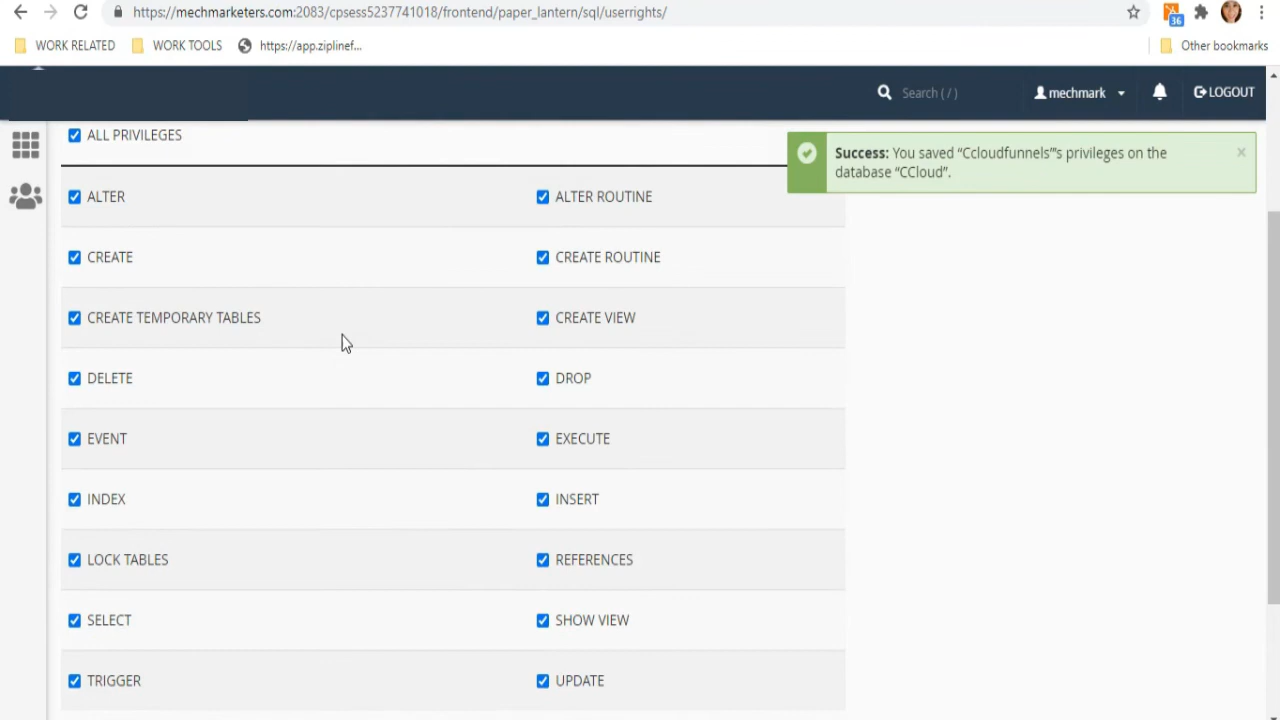 https://mechmarketers.com:2083/cpsess5237741018/frontend/paper_lantern/sql/userrights/
36
WORK RELATED
WORK TOOLS
https://app.ziplinef...
Other bookmarks
Search ( / )
mechmark
LOGOUT
ALL PRIVILEGES
Success: You saved “Ccloudfunnels”'s privileges on the
database “CCloud”.
×
ALTER
ALTER ROUTINE
CREATE
CREATE ROUTINE
CREATE TEMPORARY TABLES
CREATE VIEW
DELETE
DROP
EVENT
EXECUTE
INDEX
INSERT
LOCK TABLES
REFERENCES
SELECT
SHOW VIEW
TRIGGER
UPDATE